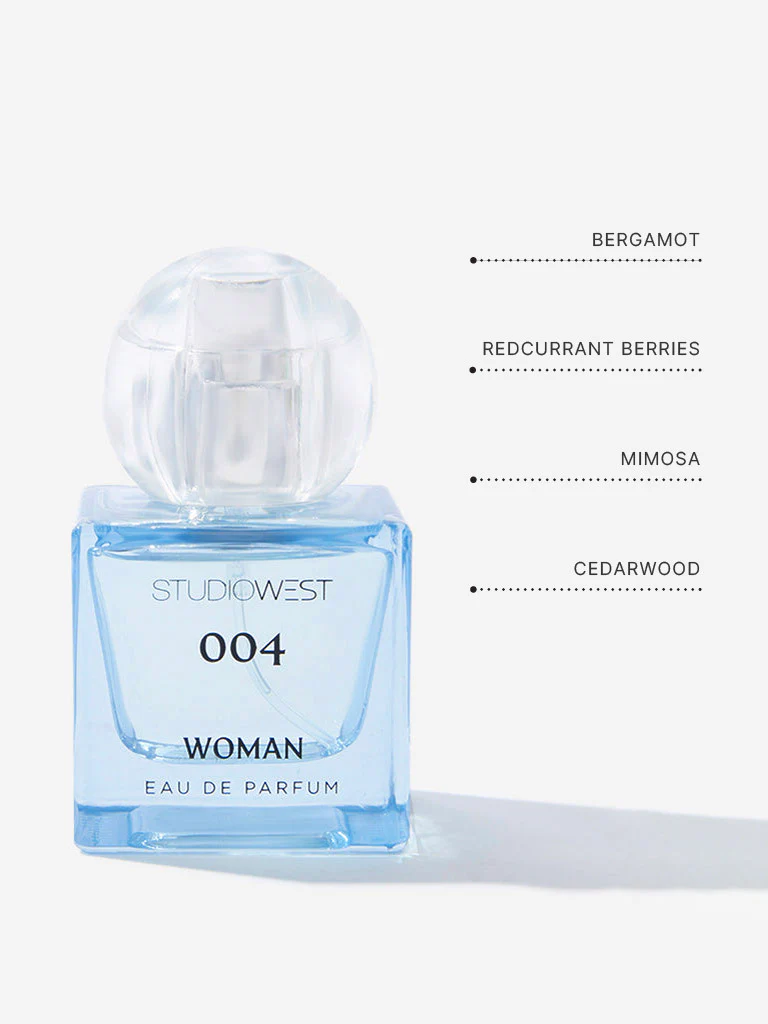 BERGAMOT
REDCURRANT BERRIES
MIMOSA
CEDARWOOD
STUDIOWEST
004
WOMAN
EAU DE PARFUM